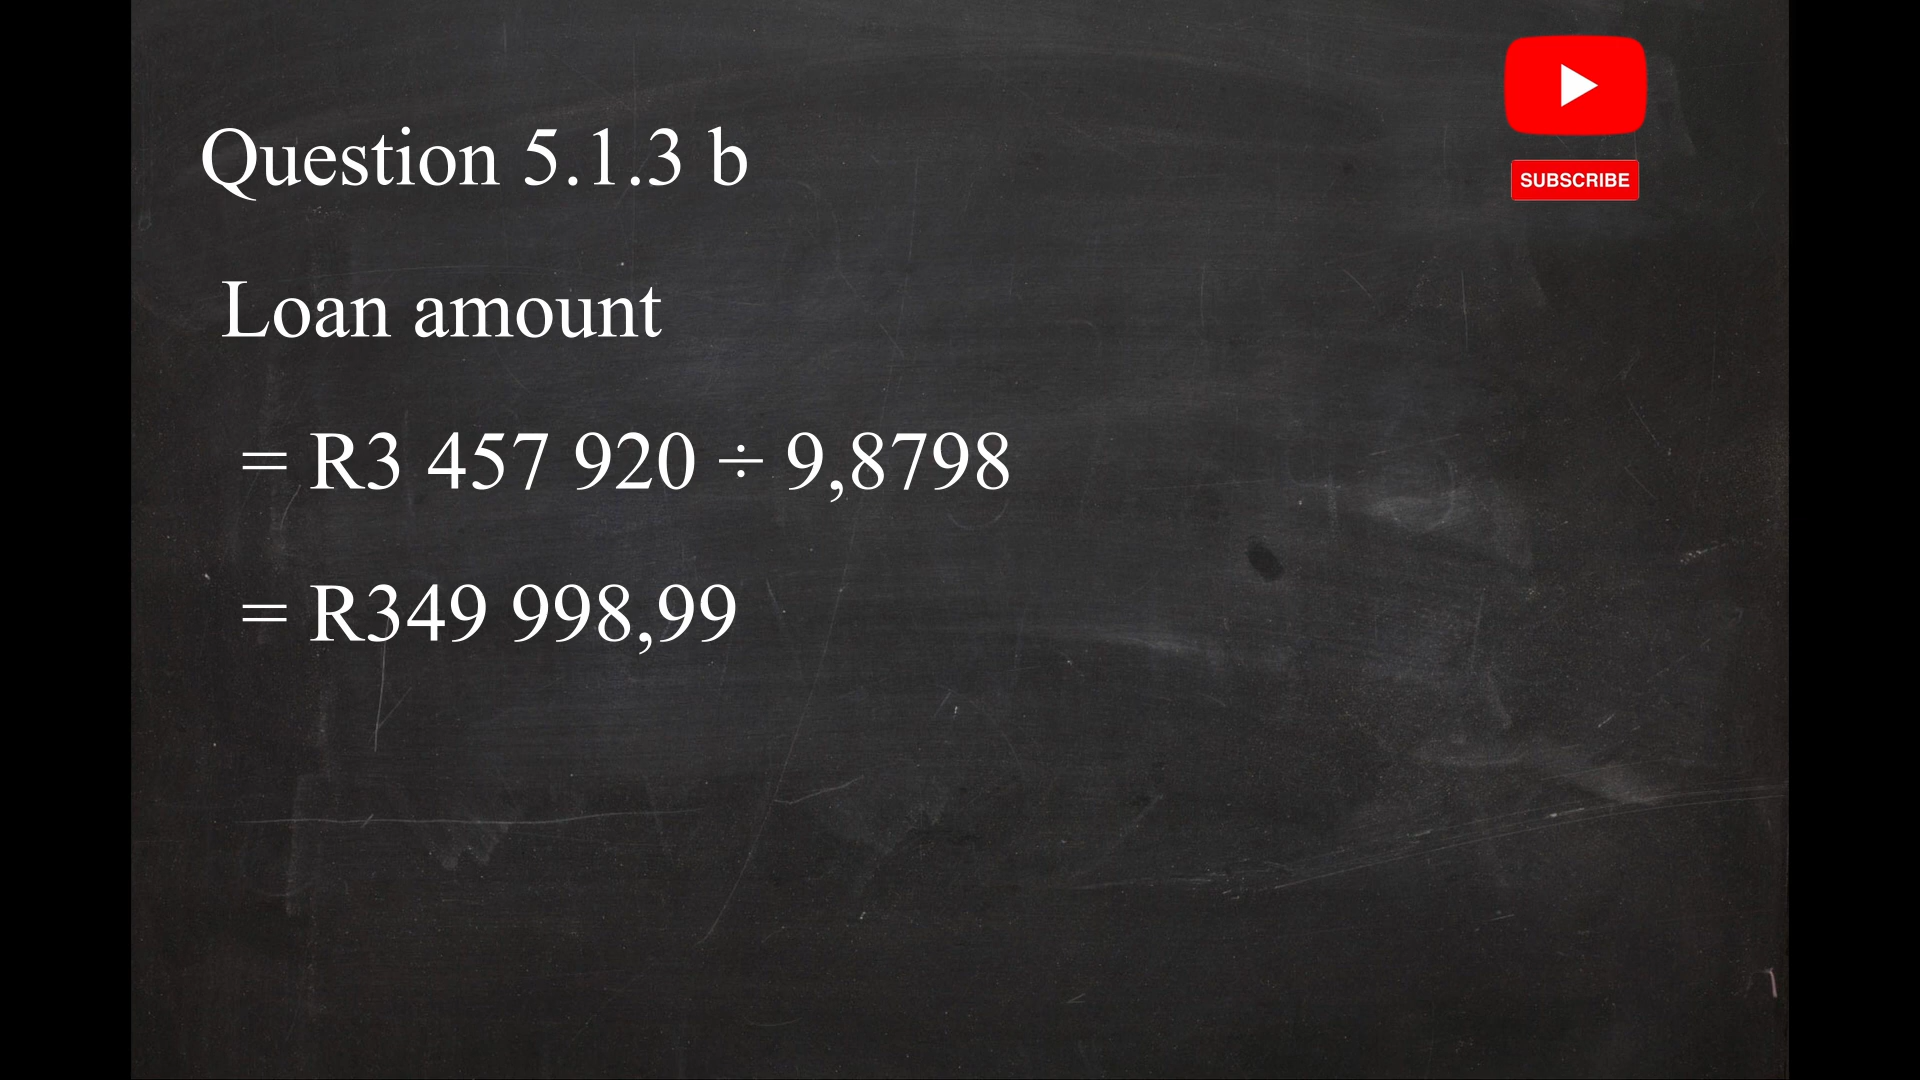 Question 5.1.3 b
SUBSCRIBE
Loan amount
= R3 457 920 ÷ 9,8798
= R349 998,99